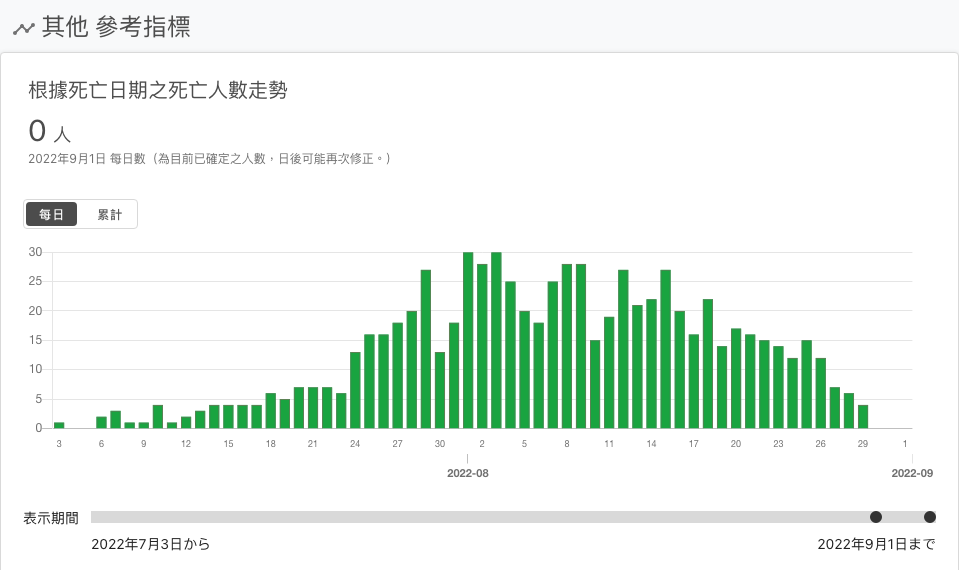 其他 參考指標
根據死亡日期之死亡人數走勢
0 人
2022年9月1日 每日數（為目前已確定之人數，日後可能再次修正。）
每日 累計
30
25
20
15
10
5
0
3 6 9 12 15 18 21 24 27 30 2 5 8 11 14 17 20 23 26 29 1
2022-08 2022-09
表示期間
2022年7月3日から 2022年9月1日まで